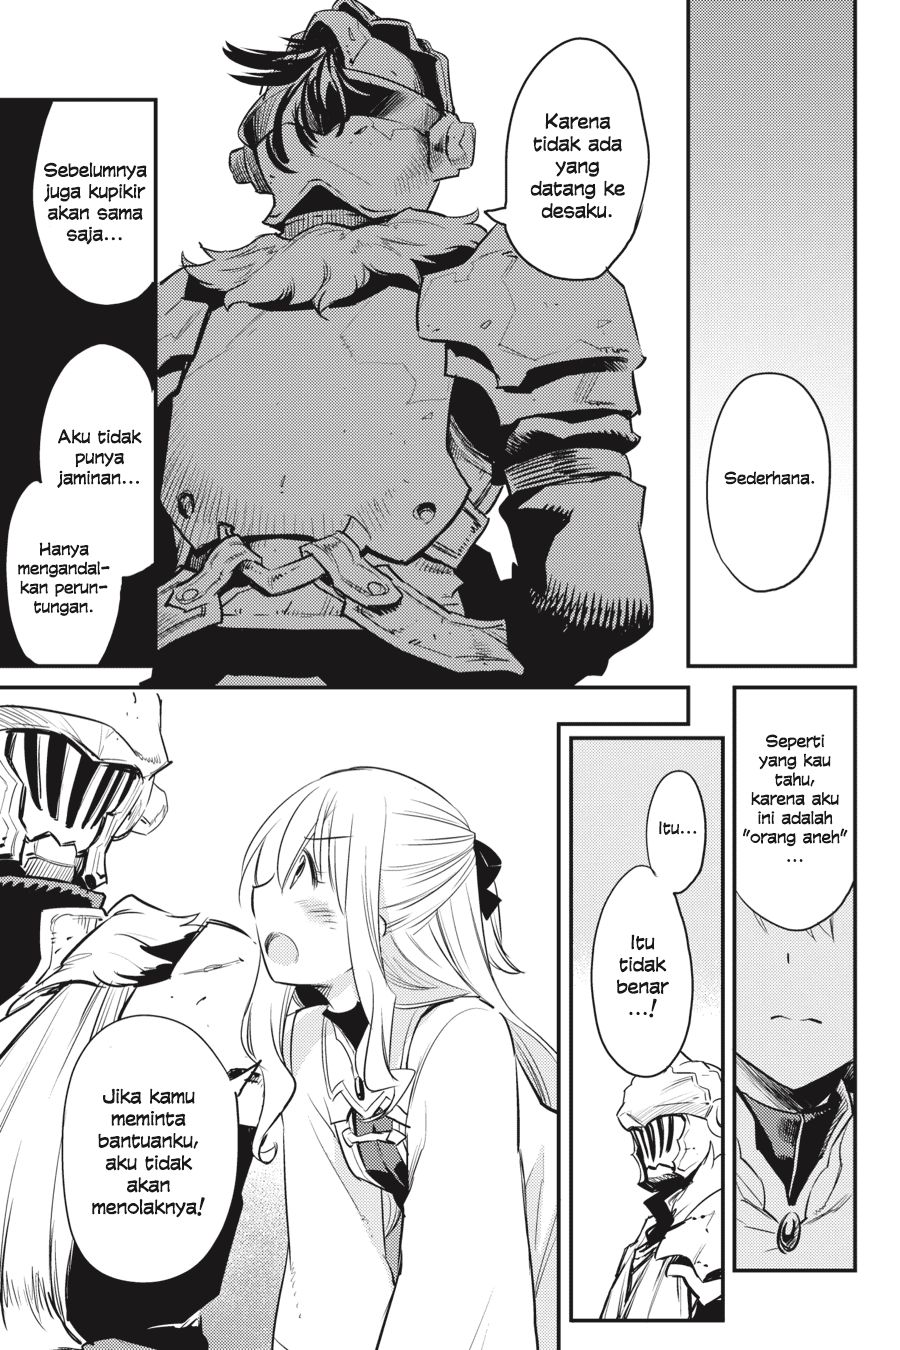 Sederhana.
Karena
tidak ada
yang
datang ke
desaku.
Sebelumnya
juga kupikir
akan sama
saja...
Aku tidak
punya
jaminan...
Hanya
mengandal-
kan perun-
tungan.
Seperti
yang kau
tahu,
karena aku
ini adalah
"orang aneh"
...
Itu...
Itu
tidak
benar
...!
Jika kamu
meminta
bantuanku,
aku tidak
akan
menolaknya!